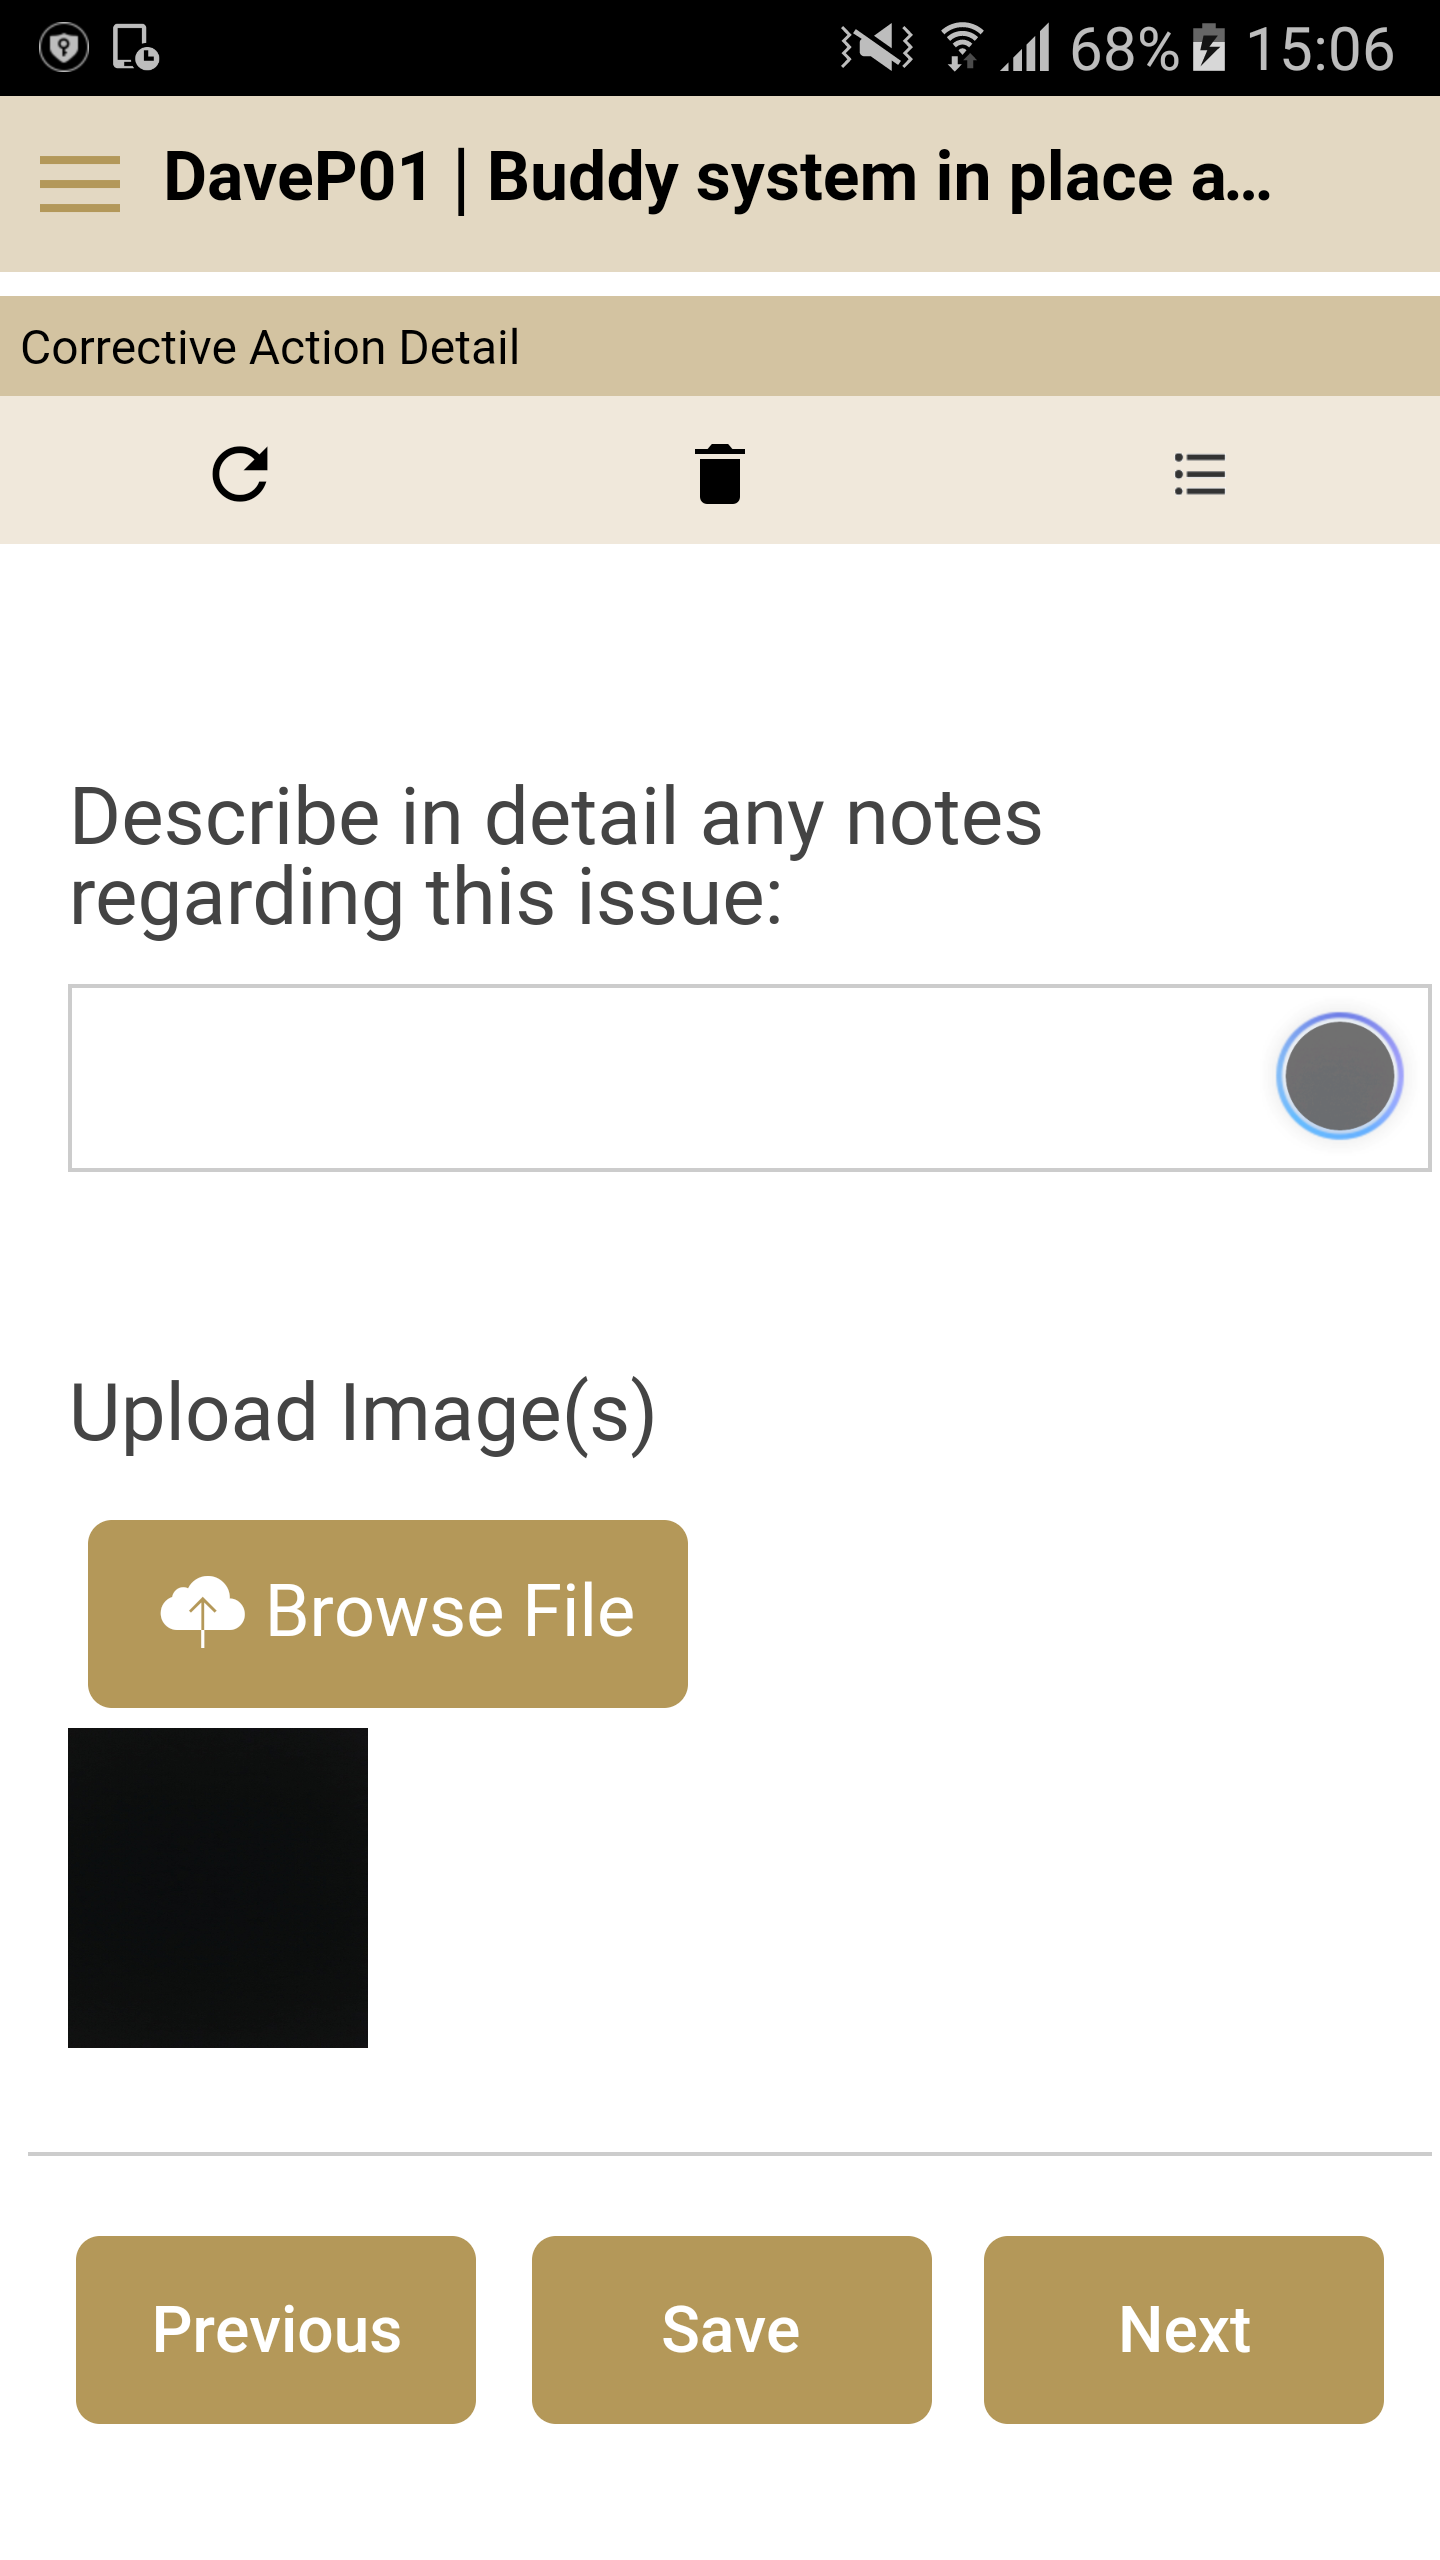 68% 15:06
DaveP01 | Buddy system in place a...
Corrective Action Detail
Describe in detail any notes
regarding this issue:
Upload Image(s)
Browse File
Previous Save Next